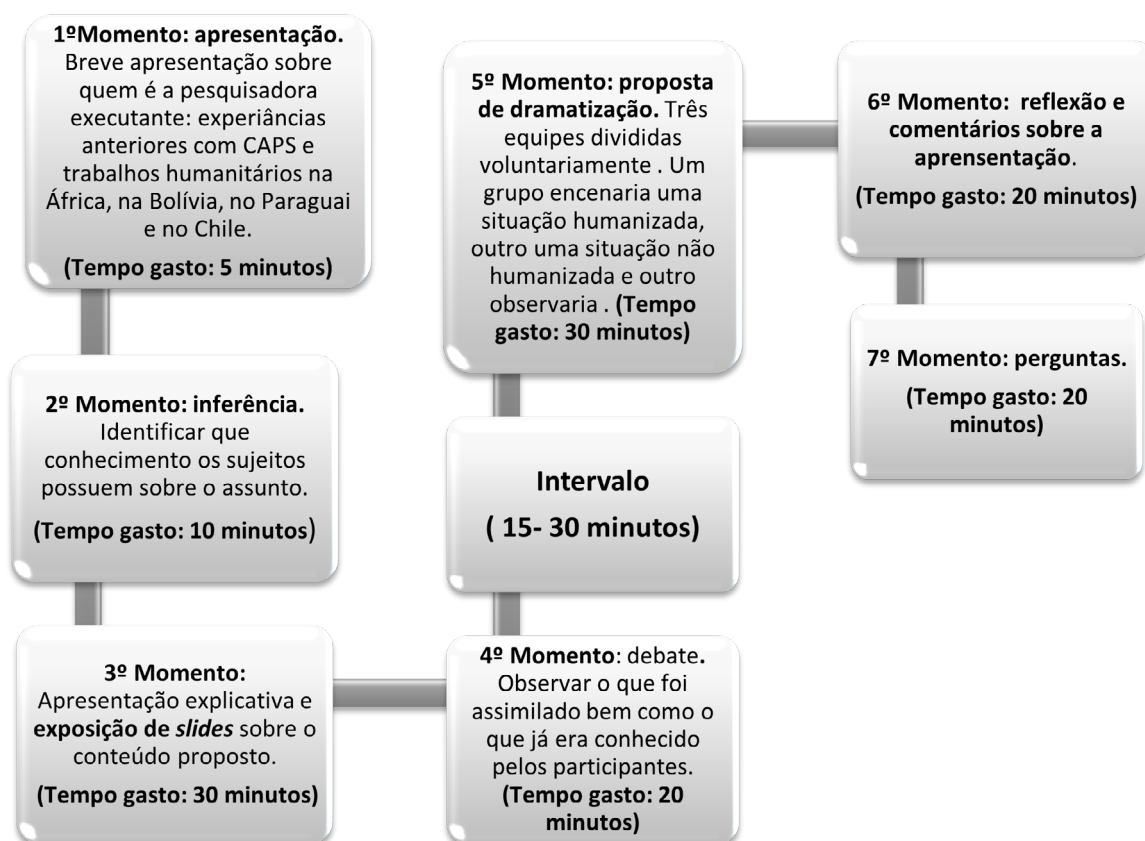 1ºMomento: apresentação.
Breve apresentação sobre
quem é a pesquisadora
executante: experiâncias
anteriores com CAPS e
trabalhos humanitários na
África, na Bolívia, no Paraguai
e no Chile.
(Tempo gasto: 5 minutos)
2º Momento: inferência.
Identificar que
conhecimento os sujeitos
possuem sobre o assunto.
(Tempo gasto: 10 minutos)
3º Momento:
Apresentação explicativa e
exposição de slides sobre o
conteúdo proposto.
(Tempo gasto: 30 minutos)
4º Momento: debate.
Observar o que foi
assimilado bem como o
que já era conhecido
pelos participantes.
(Tempo gasto: 20
minutos)
Intervalo
( 15- 30 minutos)
5º Momento: proposta
de dramatização. Três
equipes divididas
voluntariamente . Um
grupo encenaria uma
situação humanizada,
outro uma situação não
humanizada e outro
observaria . (Tempo
gasto: 30 minutos)
6º Momento:  reflexão e
comentários sobre a
aprensentação.
(Tempo gasto: 20 minutos)
7º Momento: perguntas.
(Tempo gasto: 20
minutos)